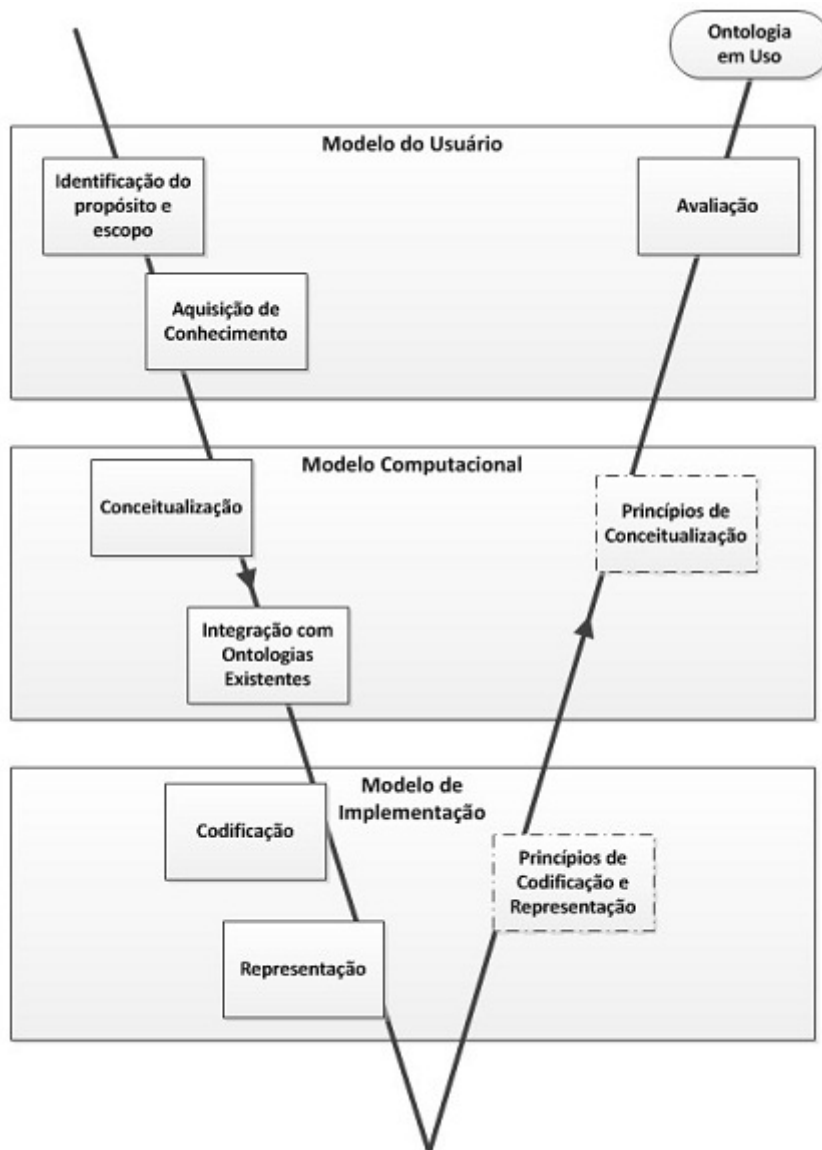 Ontologia
em Uso
Modelo do Usuário
Identificação do
propósito e
escopo
Avaliação
Aquisição de
Conhecimento
Modelo Computacional
Conceitualização
Princípios de
Conceitualização
Integração com
Ontologias
Existentes
Modelo de
Implementação
Codificação
Princípios de
Codificação e
Representação
Representação